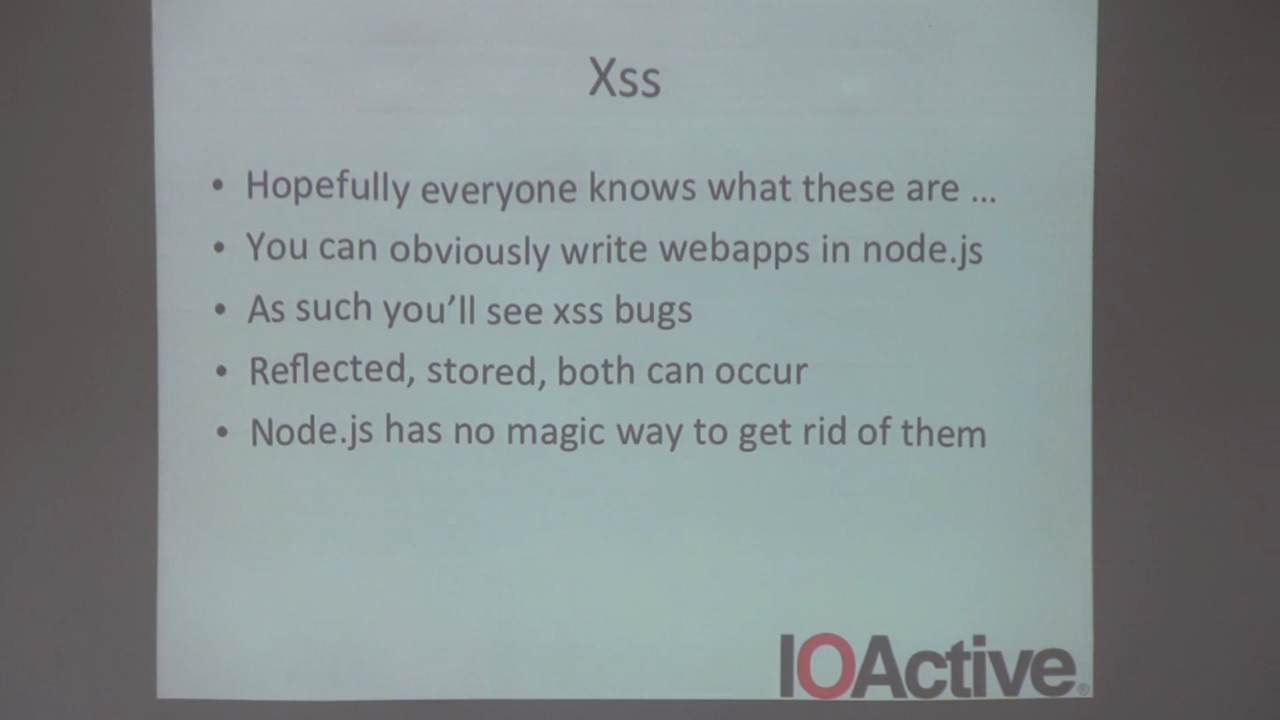 Xss
• Hopefully everyone knows what these are ...
• You can obviously write webapps in node.js
• As such you'll see xss bugs
• Reflected, stored, both can occur
• Node.js has no magic way to get rid of them
IOActive®